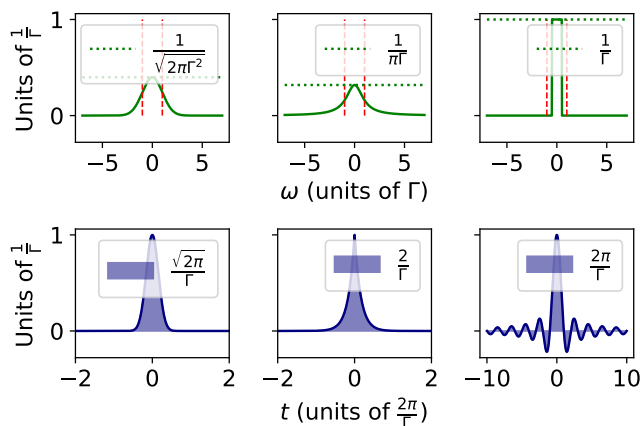 Units of 1/Γ
1
0
1/√(2πΓ²)
1/(πΓ)
1/Γ
−5 0 5
−5 0 5
−5 0 5
ω (units of Γ)
Units of 1/Γ
1
0
√(2π)/Γ
2/Γ
2π/Γ
−2 0 2
−2 0 2
−10 0 10
t (units of 2π/Γ)